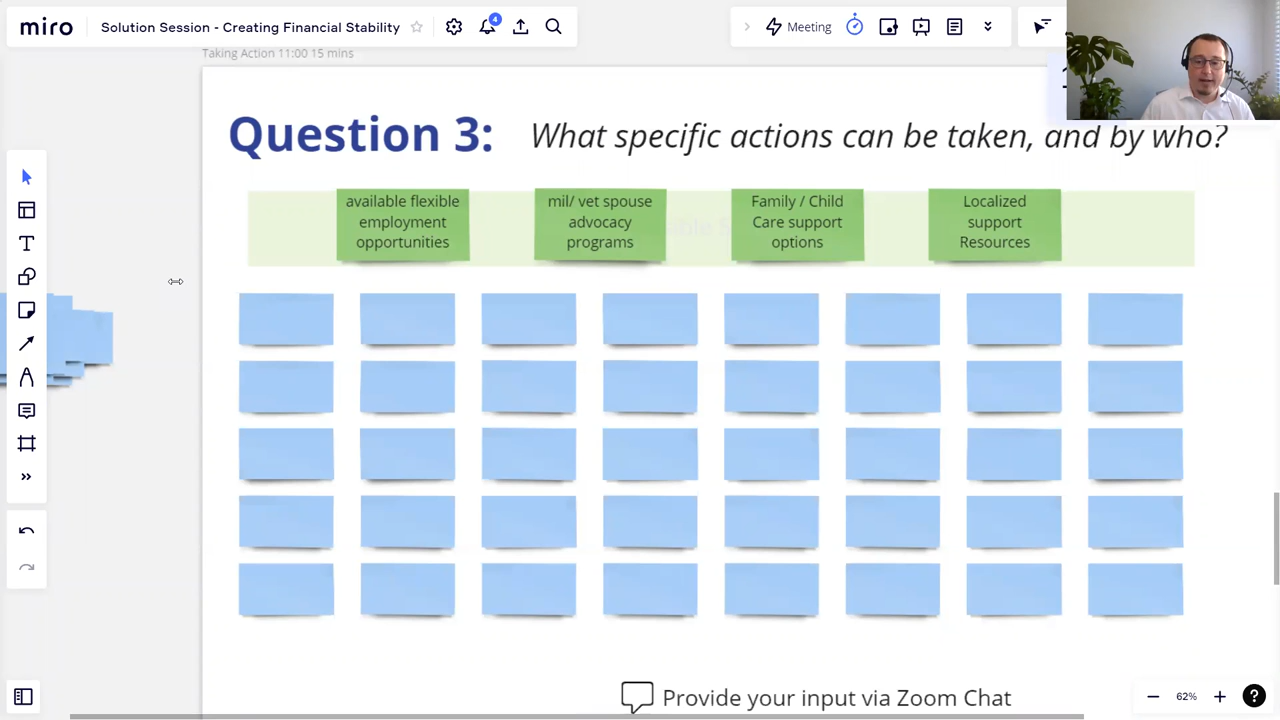 miro
Solution Session - Creating Financial Stability
4
Meeting
Taking Action 11:00 15 mins
Question 3:
What specific actions can be taken, and by who?
available flexible
employment
opportunities
mil/ vet spouse
advocacy
programs
Family / Child
Care support
options
Localized
support
Resources
Provide your input via Zoom Chat
62%